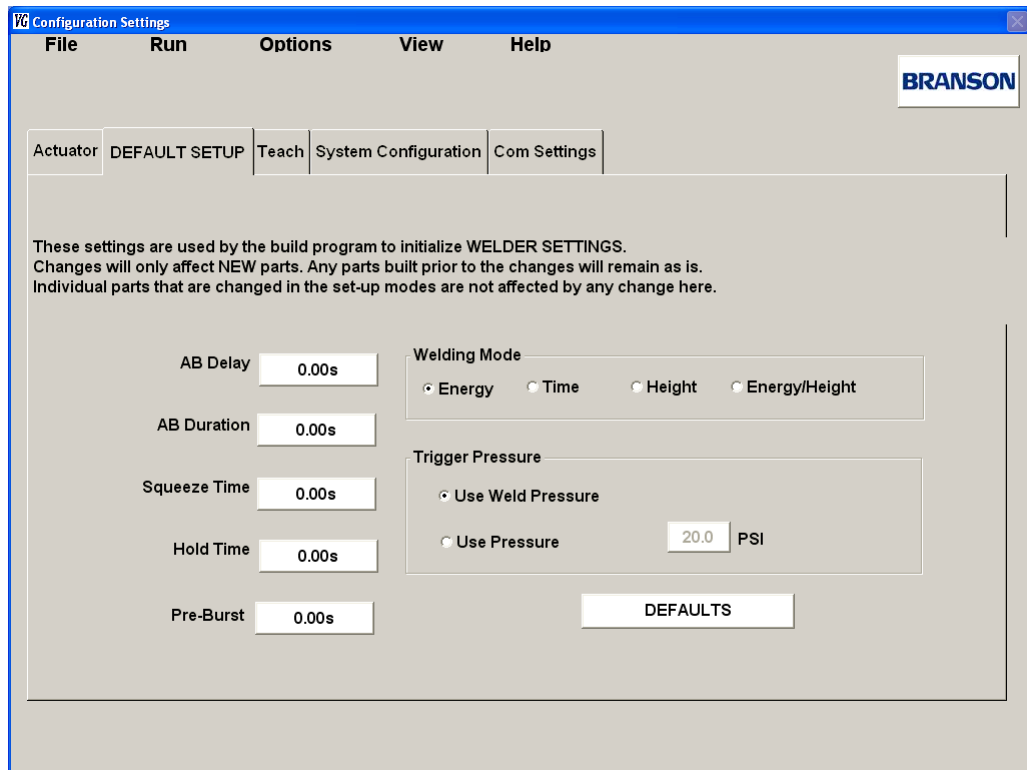 VG Configuration Settings
File Run Options View Help
BRANSON
Actuator DEFAULT SETUP Teach System Configuration Com Settings
These settings are used by the build program to initialize WELDER SETTINGS.
Changes will only affect NEW parts. Any parts built prior to the changes will remain as is.
Individual parts that are changed in the set-up modes are not affected by any change here.
AB Delay 0.00s
AB Duration 0.00s
Squeeze Time 0.00s
Hold Time 0.00s
Pre-Burst 0.00s
Welding Mode
Energy Time Height Energy/Height
Trigger Pressure
Use Weld Pressure
Use Pressure 20.0 PSI
DEFAULTS